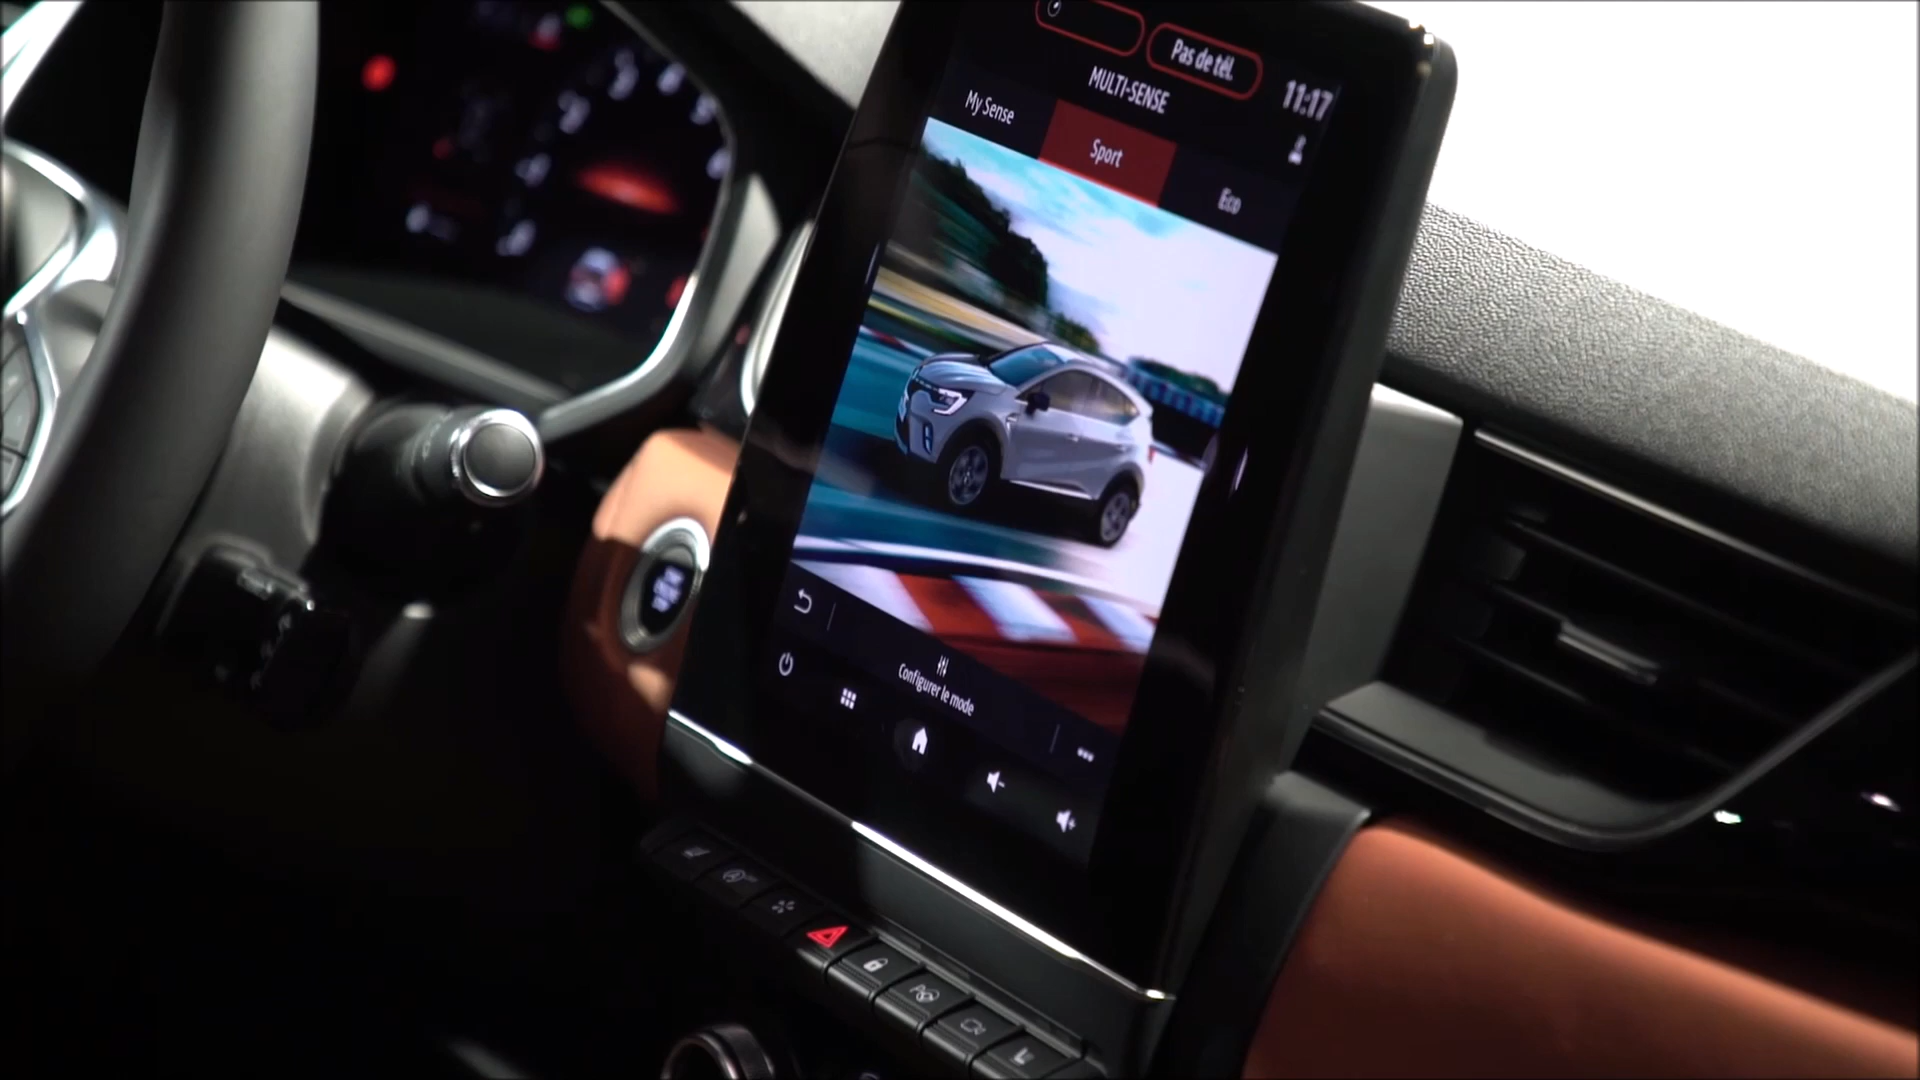 Pas de tél.
11:17
MULTI-SENSE
My Sense
Sport
Eco
Configurer le mode